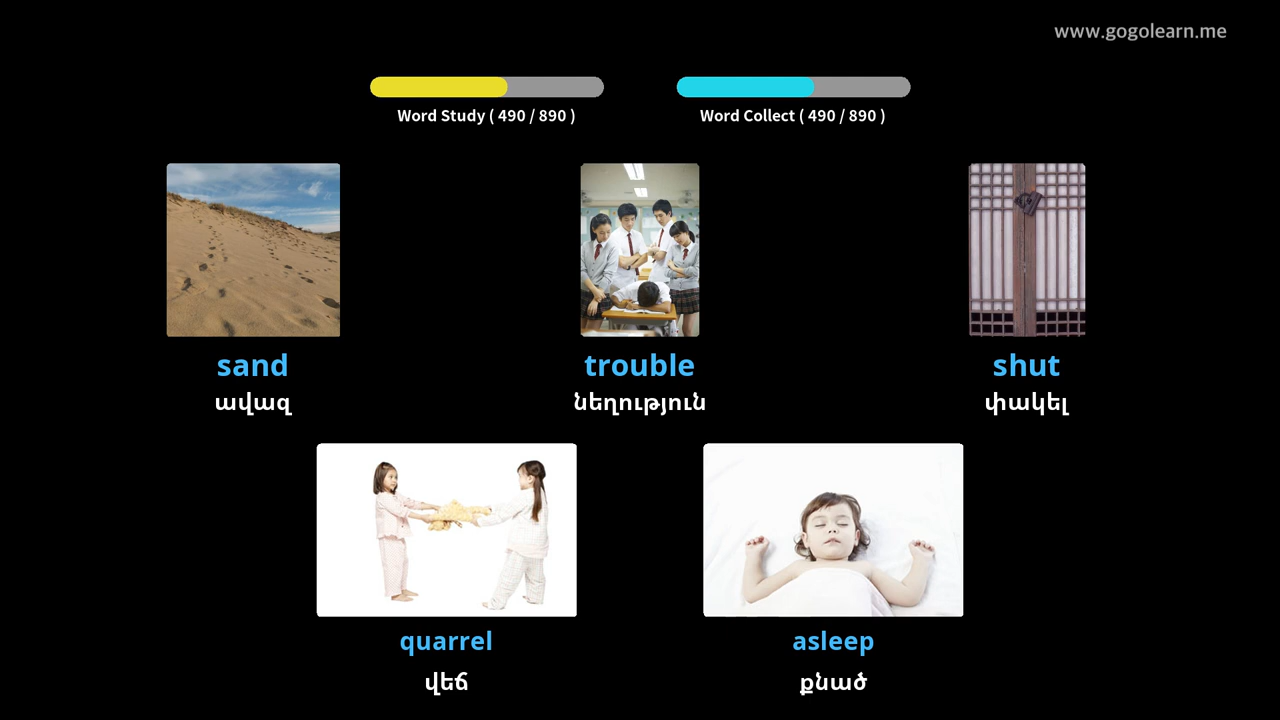 www.gogolearn.me
Word Study ( 490 / 890 )
Word Collect ( 490 / 890 )
sand
ավազ
trouble
նեղություն
shut
փակել
quarrel
վեճ
asleep
քնած